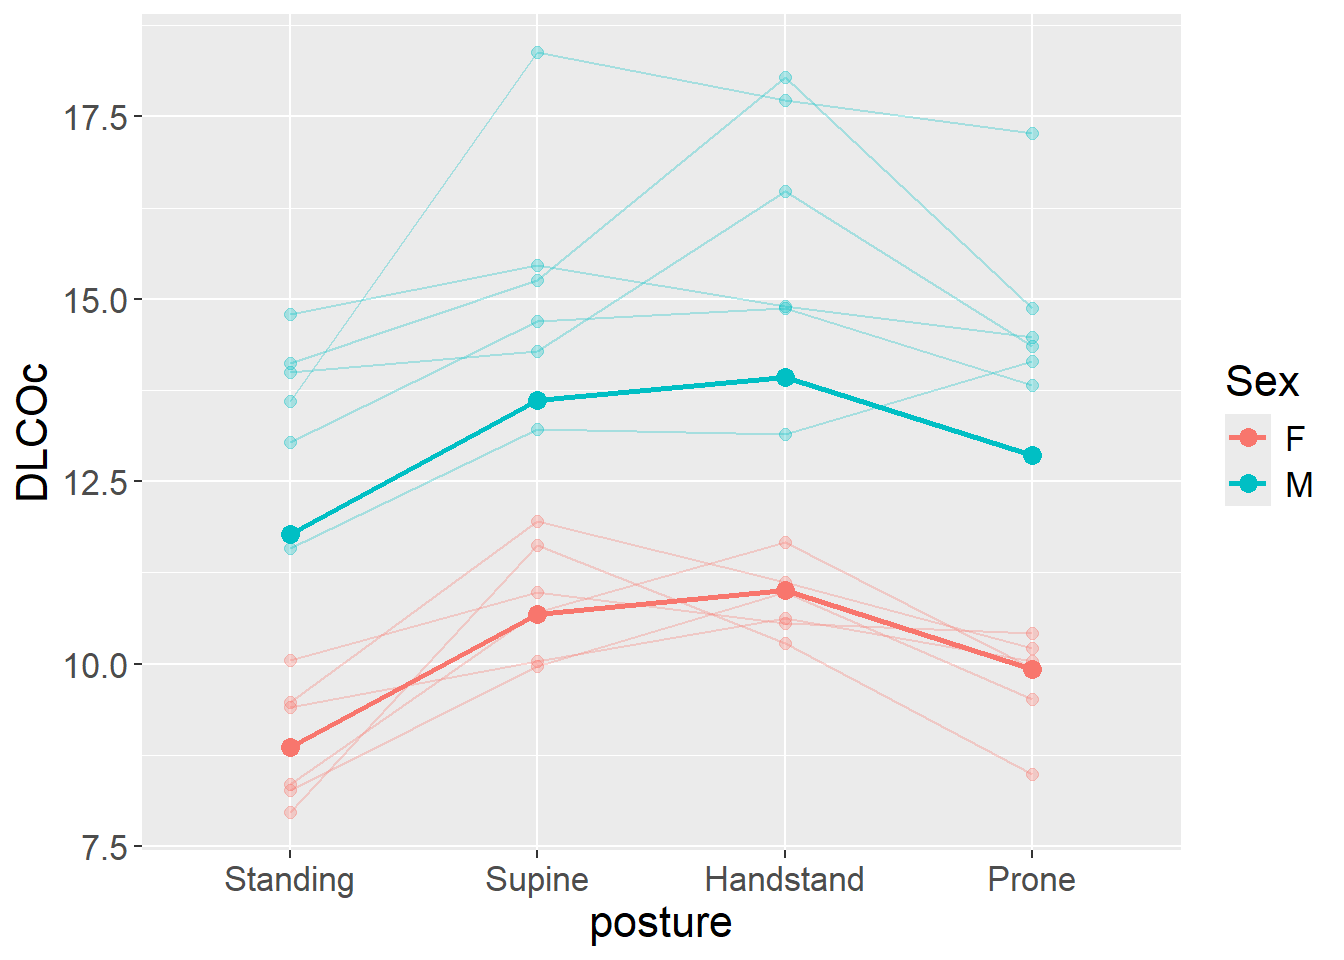 17.5
15.0
12.5
10.0
7.5
DLCOc
Standing Supine Handstand Prone
posture
Sex
F
M